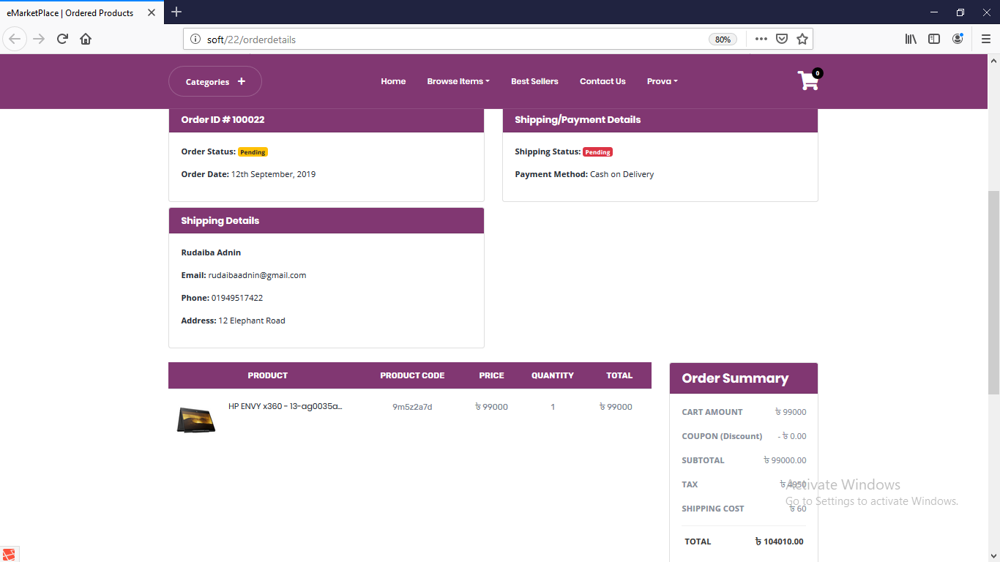 eMarketPlace | Ordered Products
soft/22/orderdetails
80%
Categories +
Home Browse Items Best Sellers Contact Us Prova 0
Order ID # 100022
Order Status: Pending
Order Date: 12th September, 2019
Shipping/Payment Details
Shipping Status: Pending
Payment Method: Cash on Delivery
Shipping Details
Rudaiba Adnin
Email: rudaibaadnin@gmail.com
Phone: 01949517422
Address: 12 Elephant Road
PRODUCT PRODUCT CODE PRICE QUANTITY TOTAL
HP ENVY x360 - 13-ag0035a... 9m5z2a7d ৳ 99000 1 ৳ 99000
Order Summary
CART AMOUNT ৳ 99000
COUPON (Discount) - ৳ 0.00
SUBTOTAL ৳ 99000.00
TAX ৳ 4950
SHIPPING COST ৳ 60
TOTAL ৳ 104010.00
Activate Windows
Go to Settings to activate Windows.